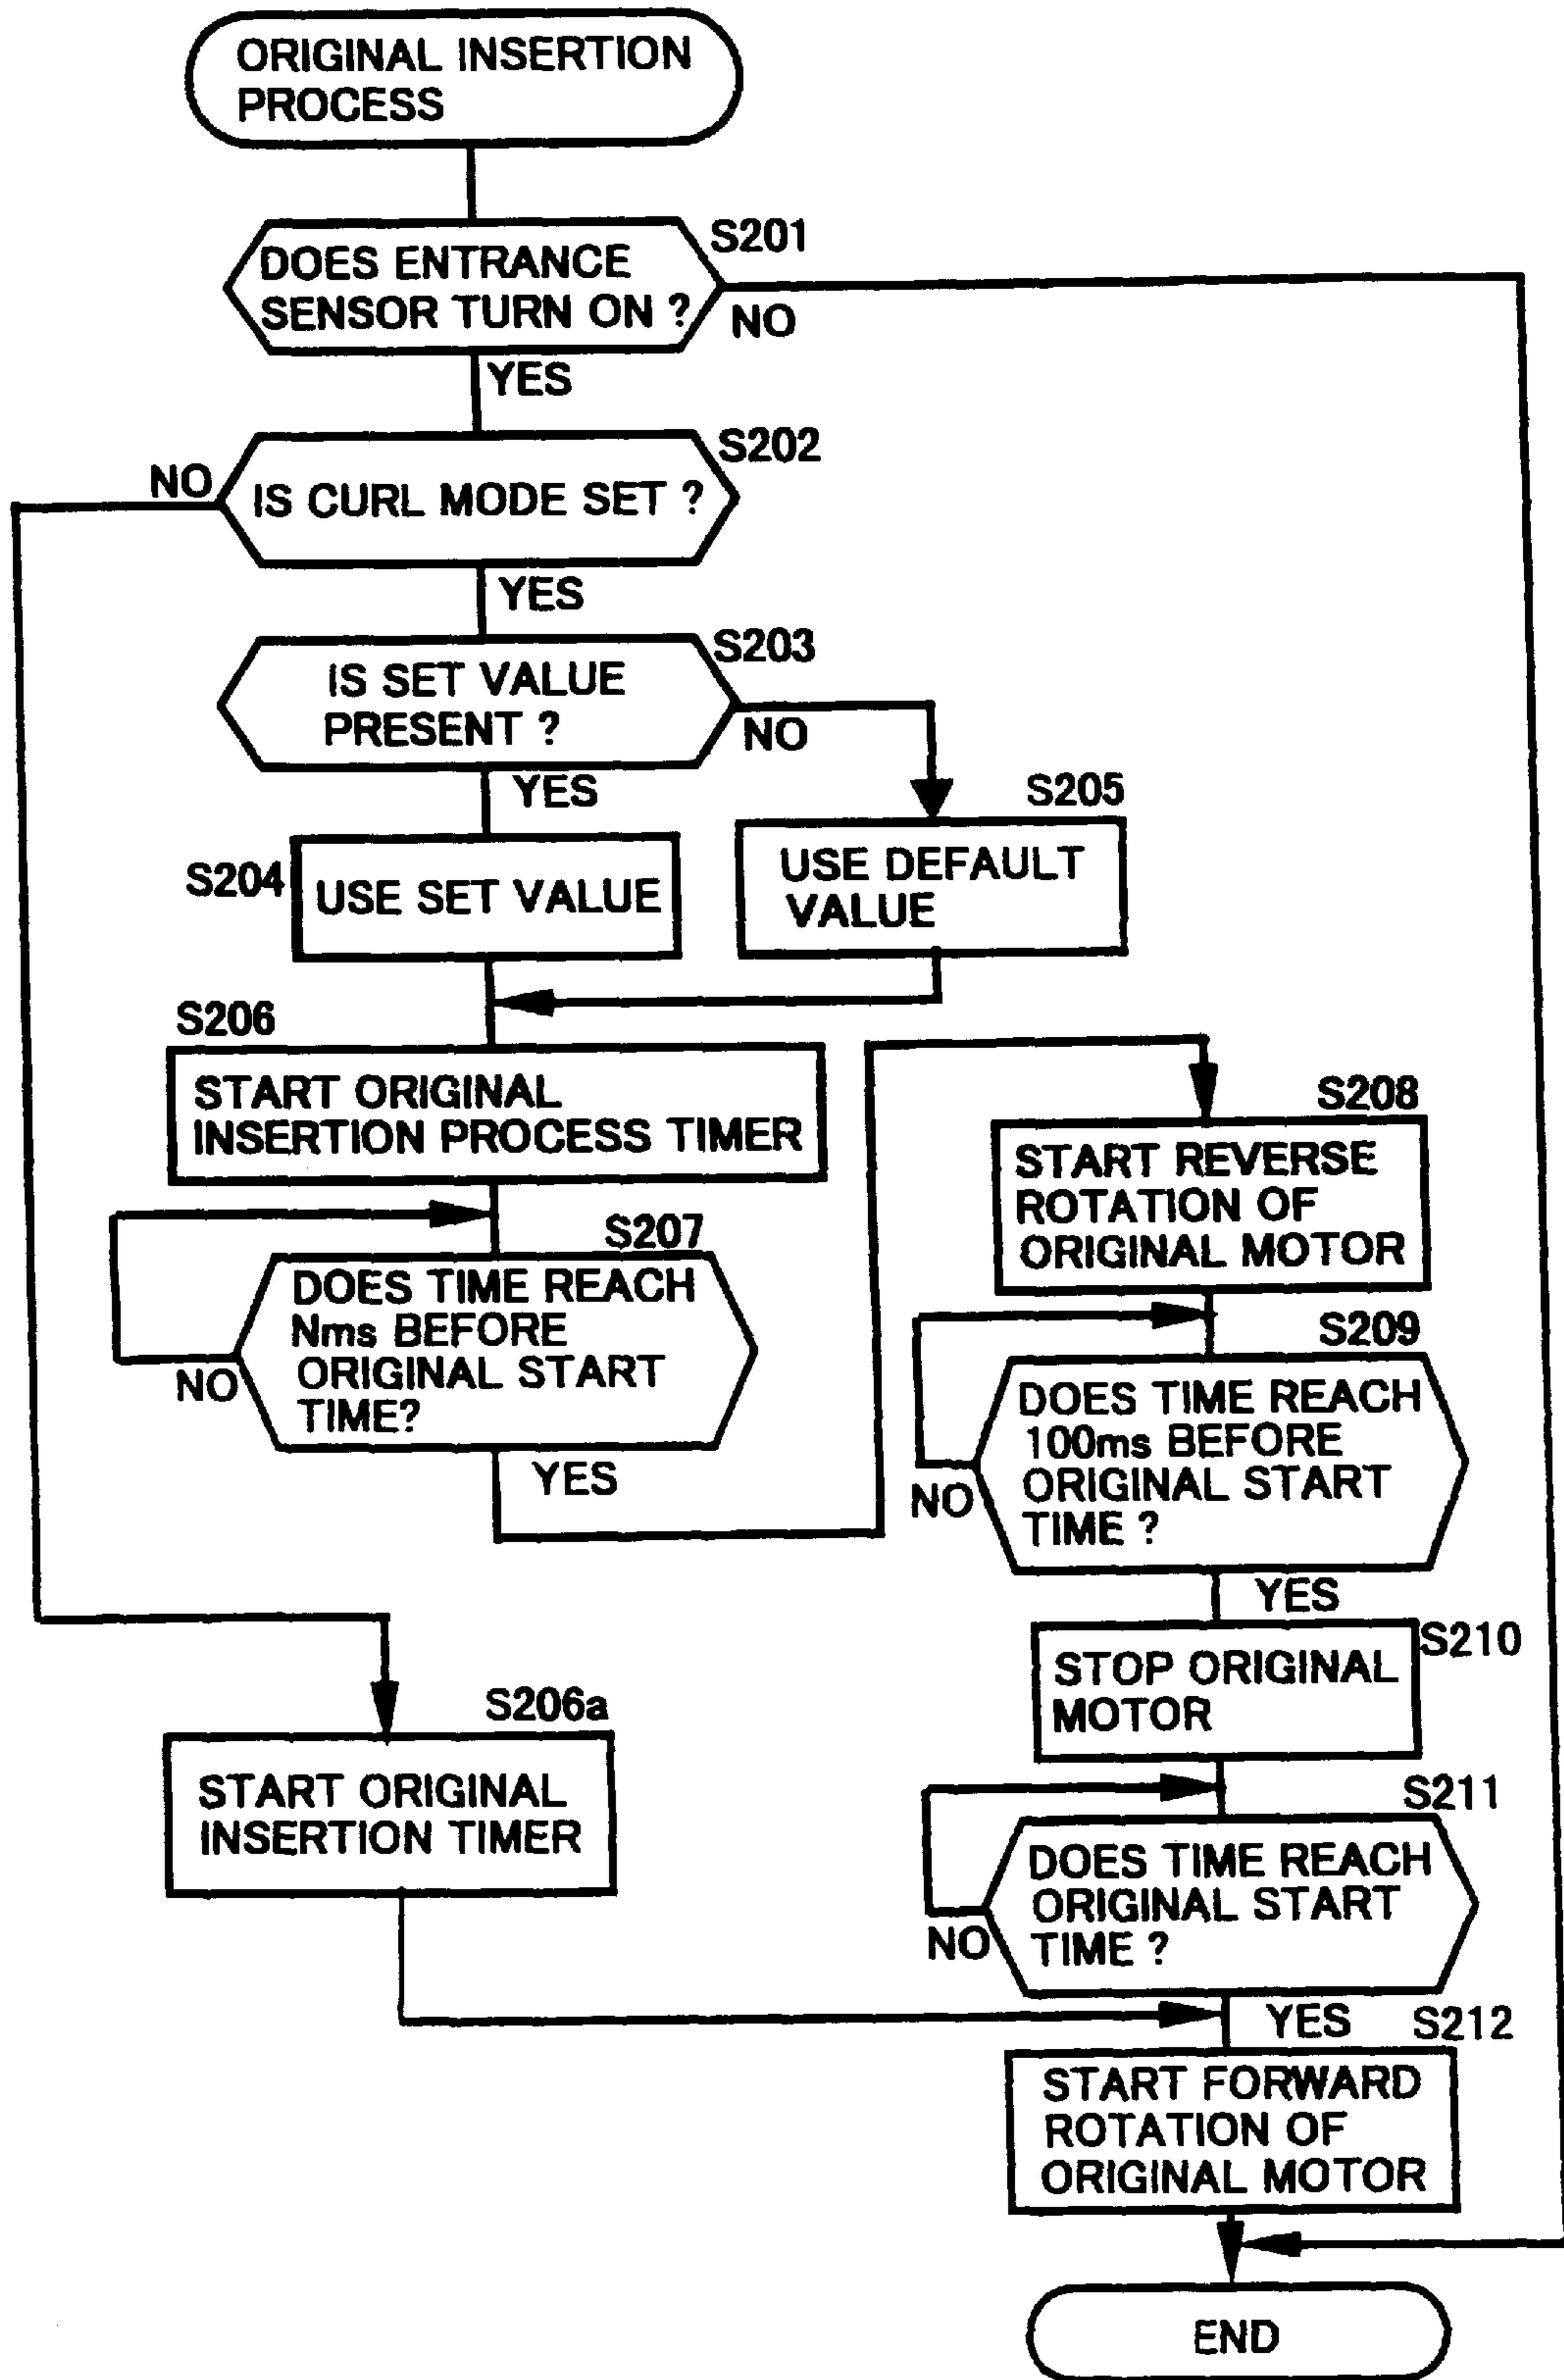 ORIGINAL INSERTION
PROCESS
S201
DOES ENTRANCE
SENSOR TURN ON ?
NO
YES
S202
NO
IS CURL MODE SET ?
YES
S203
IS SET VALUE
PRESENT ?
NO
YES
S205
S204
USE SET VALUE
USE DEFAULT
VALUE
S206
START ORIGINAL
INSERTION PROCESS TIMER
S207
DOES TIME REACH
Nms BEFORE
ORIGINAL START
TIME?
NO
YES
S208
START REVERSE
ROTATION OF
ORIGINAL MOTOR
S209
DOES TIME REACH
100ms BEFORE
ORIGINAL START
TIME ?
NO
YES
S210
STOP ORIGINAL
MOTOR
S206a
START ORIGINAL
INSERTION TIMER
S211
DOES TIME REACH
ORIGINAL START
TIME ?
NO
YES
S212
START FORWARD
ROTATION OF
ORIGINAL MOTOR
END